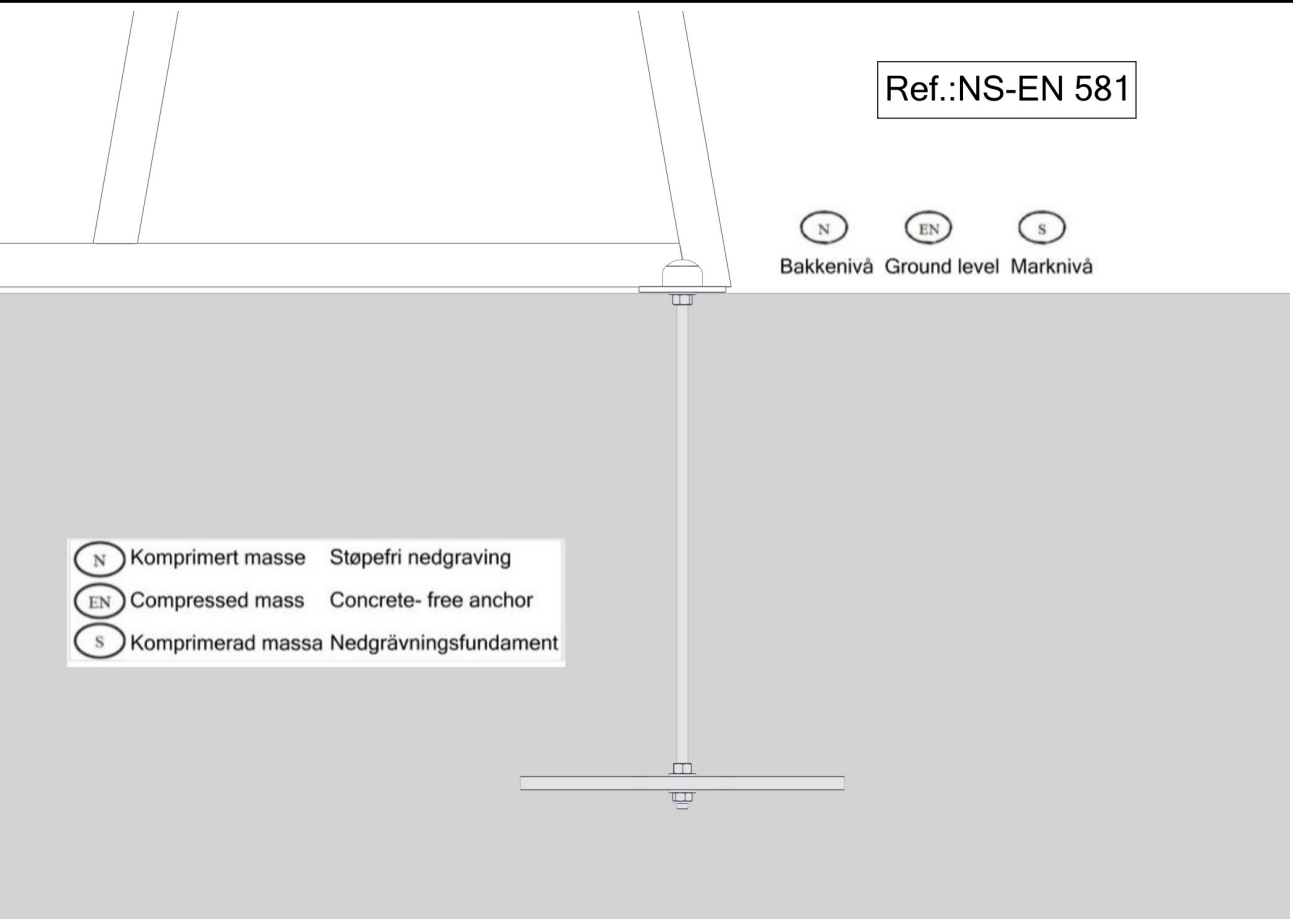 Ref.:NS-EN 581
N EN S
Bakkenivå Ground level Marknivå
N Komprimert masse Støpefri nedgraving
EN Compressed mass Concrete- free anchor
S Komprimerad massa Nedgrävningsfundament